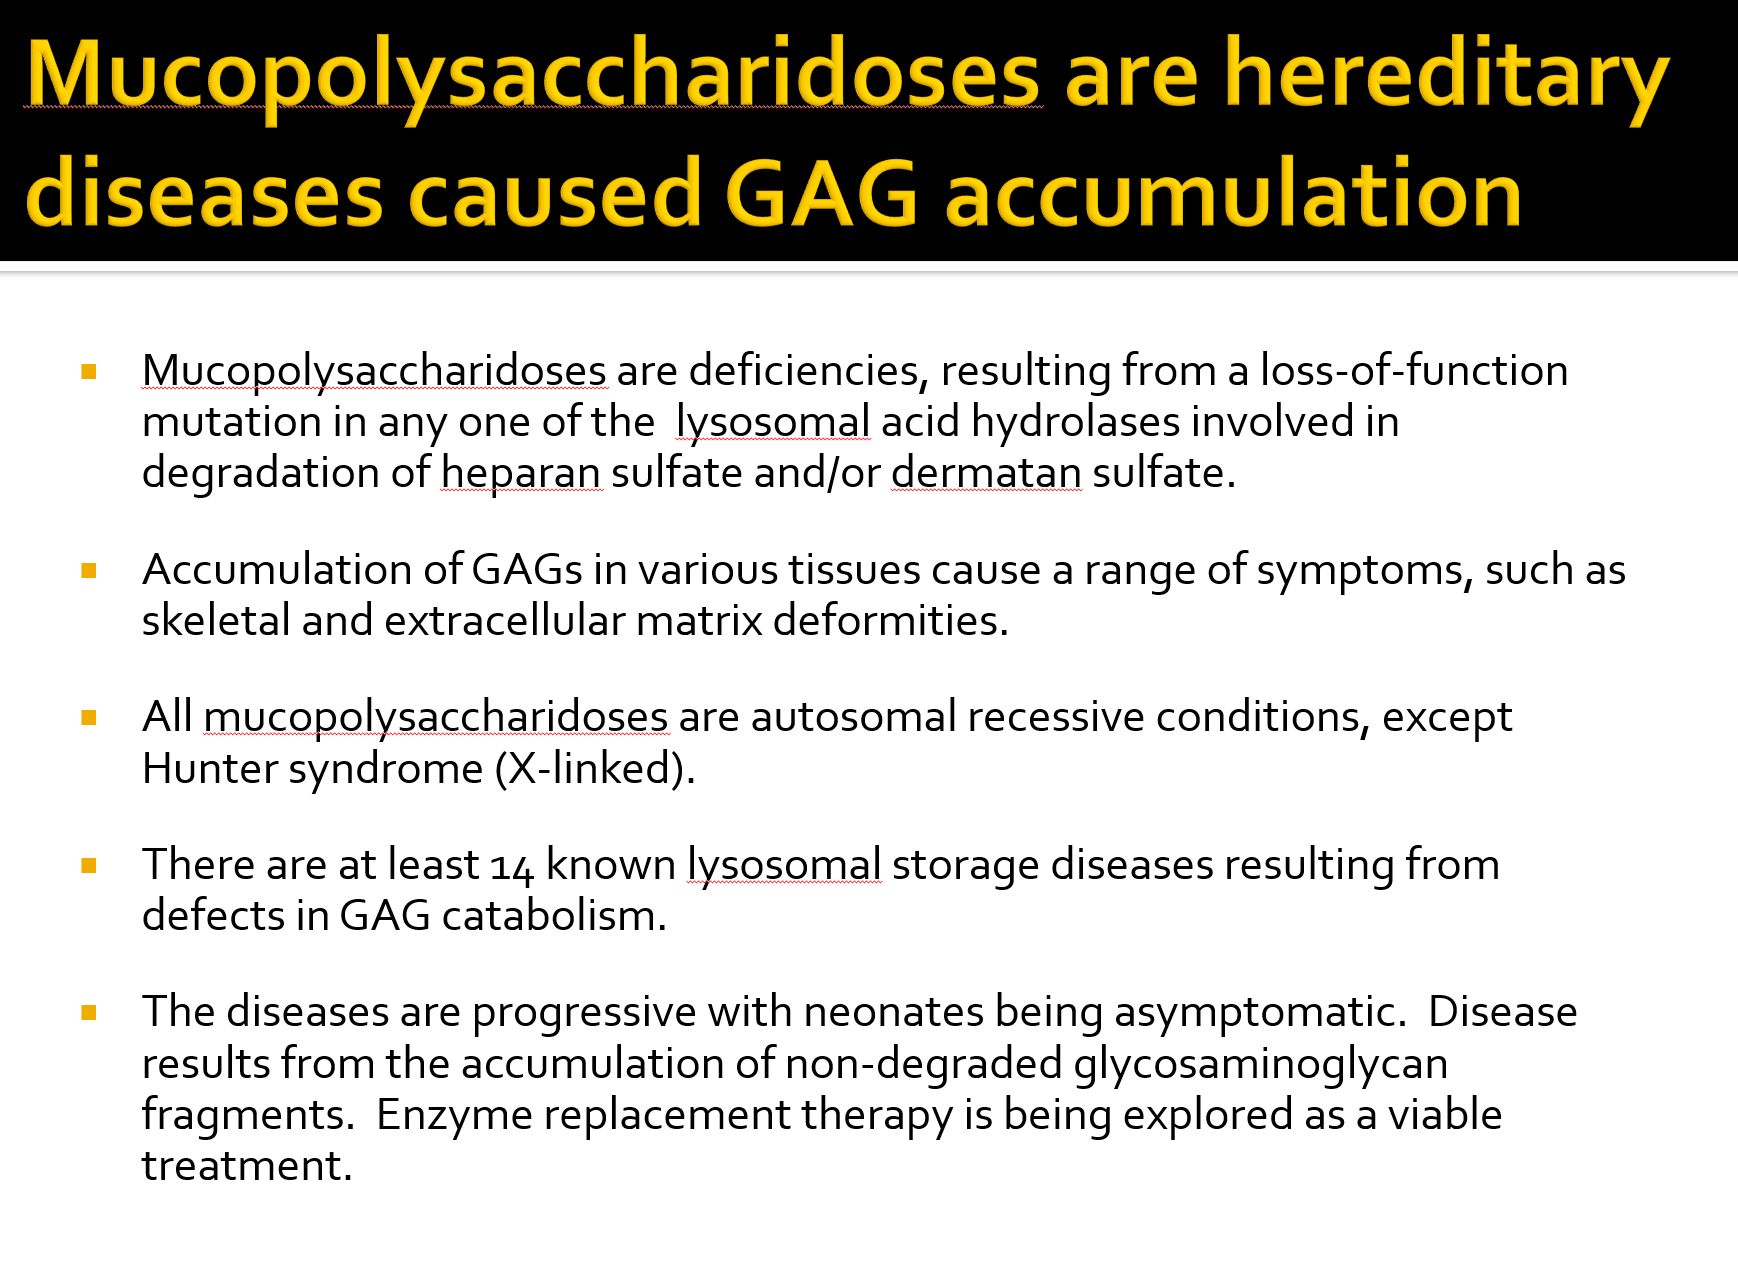 Mucopolysaccharidoses are hereditary
diseases caused GAG accumulation
Mucopolysaccharidoses are deficiencies, resulting from a loss-of-function
mutation in any one of the  lysosomal acid hydrolases involved in
degradation of heparan sulfate and/or dermatan sulfate.
Accumulation of GAGs in various tissues cause a range of symptoms, such as
skeletal and extracellular matrix deformities.
All mucopolysaccharidoses are autosomal recessive conditions, except
Hunter syndrome (X-linked).
There are at least 14 known lysosomal storage diseases resulting from
defects in GAG catabolism.
The diseases are progressive with neonates being asymptomatic.  Disease
results from the accumulation of non-degraded glycosaminoglycan
fragments.  Enzyme replacement therapy is being explored as a viable
treatment.